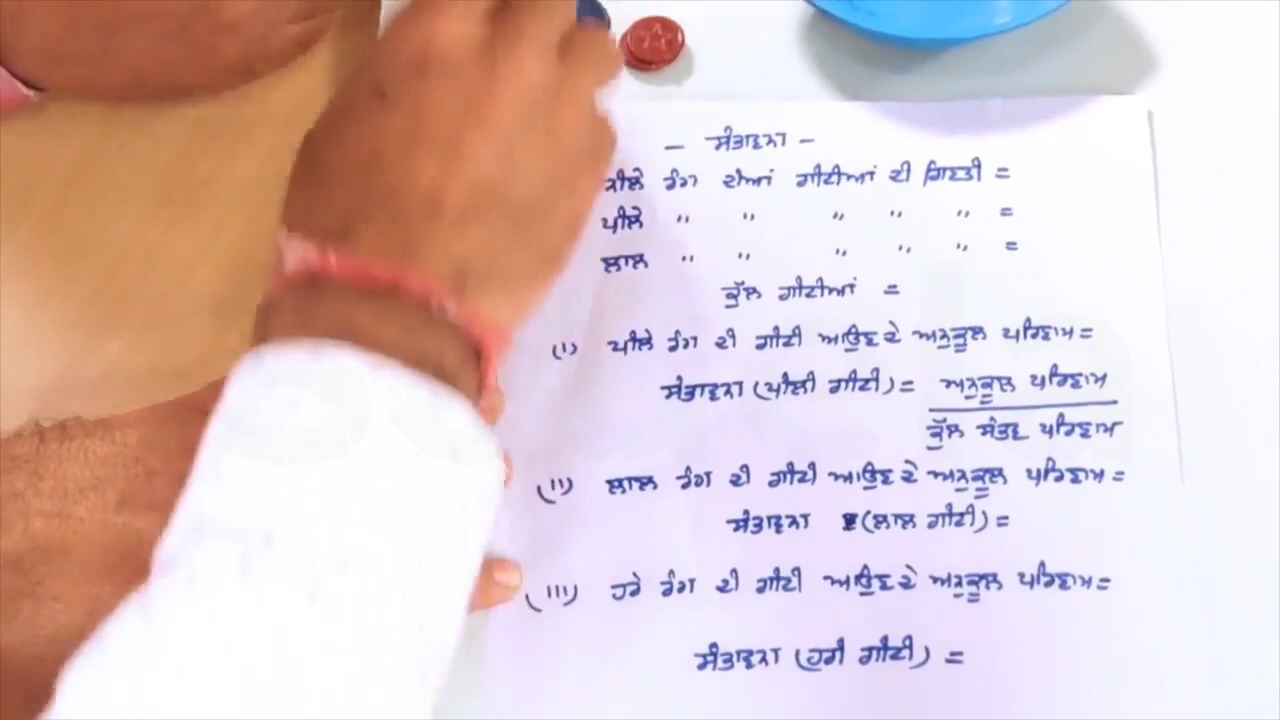 - ਸੰਭਾਵਨਾ -
ਨੀਲੇ ਰੰਗ ਦੀਆਂ ਗੀਟੀਆਂ ਦੀ ਗਿਣਤੀ =
ਪੀਲੇ " " " " " =
ਲਾਲ " " " " " =
ਕੁੱਲ ਗੀਟੀਆਂ =
(i) ਪੀਲੇ ਰੰਗ ਦੀ ਗੀਟੀ ਆਉਣ ਦੇ ਅਨੁਕੂਲ ਪਰਿਣਾਮ =
ਸੰਭਾਵਨਾ (ਪੀਲੀ ਗੀਟੀ) = ਅਨੁਕੂਲ ਪਰਿਣਾਮ
ਕੁੱਲ ਸੰਭਵ ਪਰਿਣਾਮ
(ii) ਲਾਲ ਰੰਗ ਦੀ ਗੀਟੀ ਆਉਣ ਦੇ ਅਨੁਕੂਲ ਪਰਿਣਾਮ =
ਸੰਭਾਵਨਾ (ਲਾਲ ਗੀਟੀ) =
(iii) ਹਰੇ ਰੰਗ ਦੀ ਗੀਟੀ ਆਉਣ ਦੇ ਅਨੁਕੂਲ ਪਰਿਣਾਮ =
ਸੰਭਾਵਨਾ (ਹਰੀ ਗੀਟੀ) =